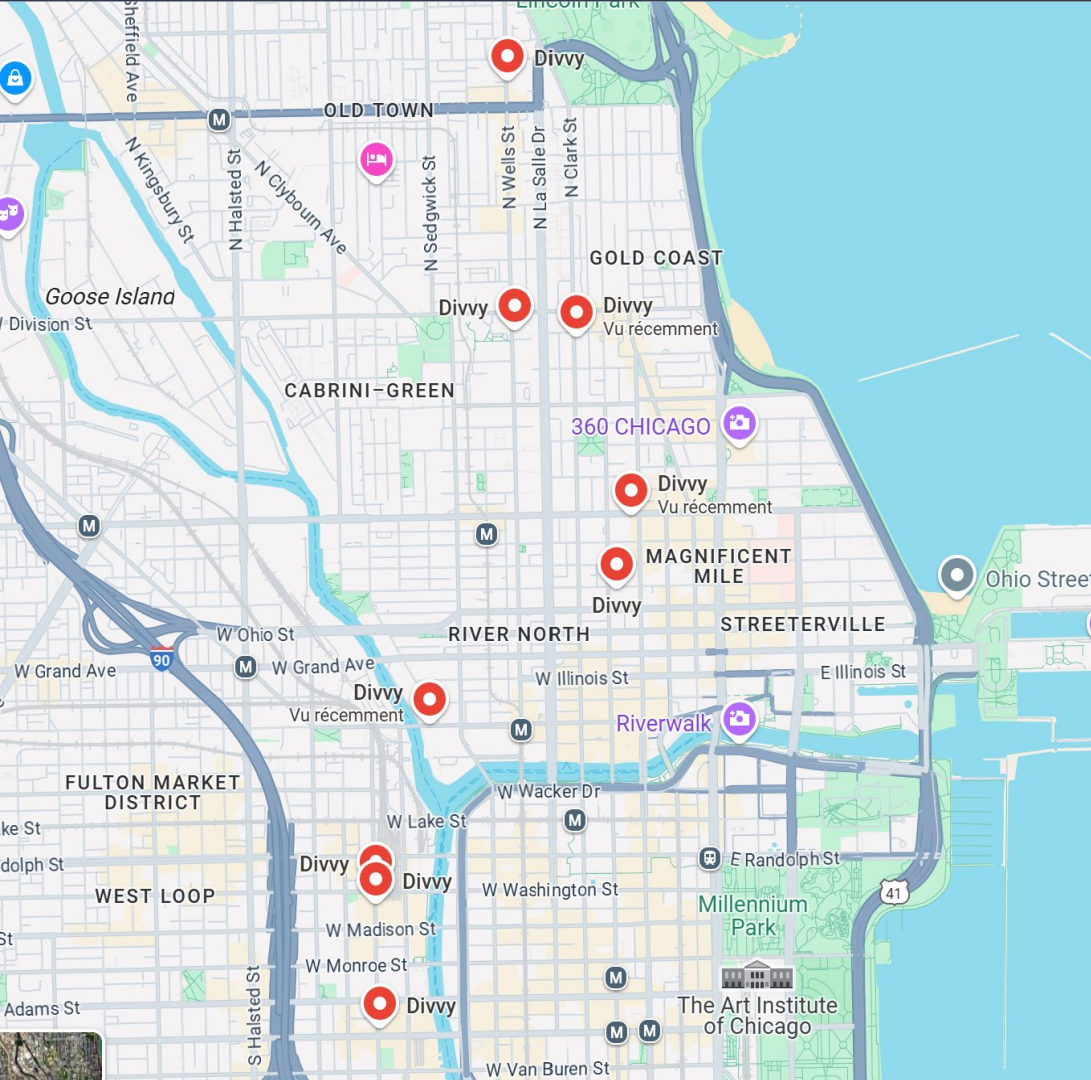 Lincoln Park
Sheffield Ave
Divvy
M
OLD TOWN
N Kingsbury St
N Halsted St
N Clybourn Ave
N Sedgwick St
N Wells St
N La Salle Dr
N Clark St
GOLD COAST
Goose Island
Divvy
Divvy
Vu récemment
W Division St
CABRINI–GREEN
360 CHICAGO
Divvy
Vu récemment
M
M
MAGNIFICENT
MILE
Ohio Street
Divvy
STREETERVILLE
W Ohio St
RIVER NORTH
90
M
W Grand Ave
W Grand Ave
W Illinois St
E Illinois St
Divvy
Vu récemment
M
Riverwalk
FULTON MARKET
DISTRICT
W Wacker Dr
W Lake St
M
ke St
dolph St
Divvy
Divvy
E Randolph St
W Washington St
WEST LOOP
41
Millennium
Park
W Madison St
St
W Monroe St
M
S Halsted St
Adams St
Divvy
The Art Institute
of Chicago
M
M
W Van Buren St